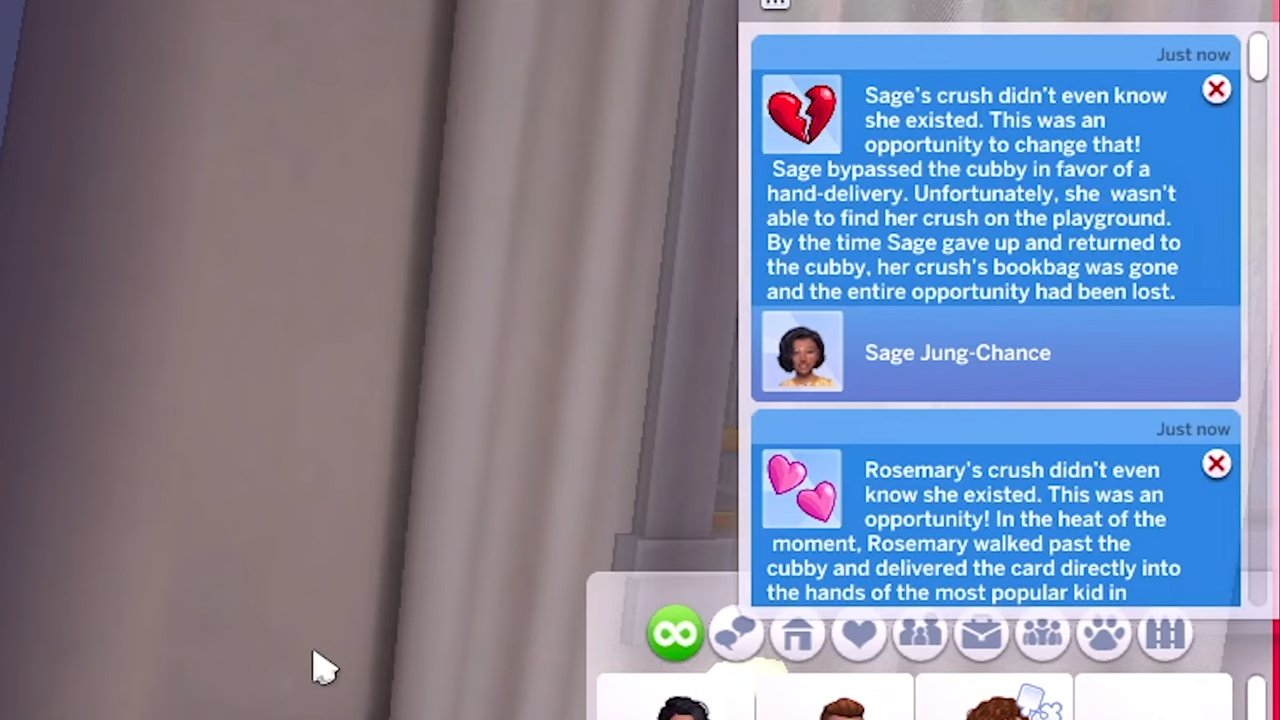 Just now
Sage's crush didn't even know
she existed. This was an
opportunity to change that!
Sage bypassed the cubby in favor of a
hand-delivery. Unfortunately, she wasn't
able to find her crush on the playground.
By the time Sage gave up and returned to
the cubby, her crush's bookbag was gone
and the entire opportunity had been lost.
Sage Jung-Chance
Just now
Rosemary's crush didn't even
know she existed. This was an
opportunity! In the heat of the
moment, Rosemary walked past the
cubby and delivered the card directly into
the hands of the most popular kid in